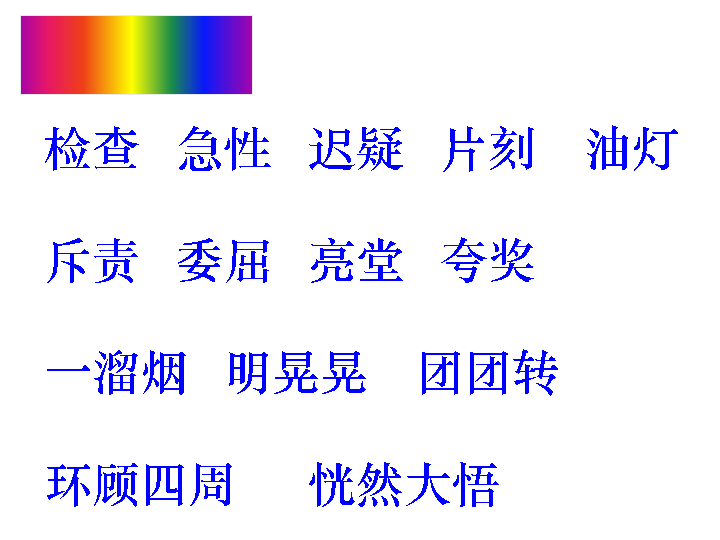 检查 急性 迟疑 片刻 油灯
斥责 委屈 亮堂 夸奖
一溜烟 明晃晃 团团转
环顾四周 恍然大悟